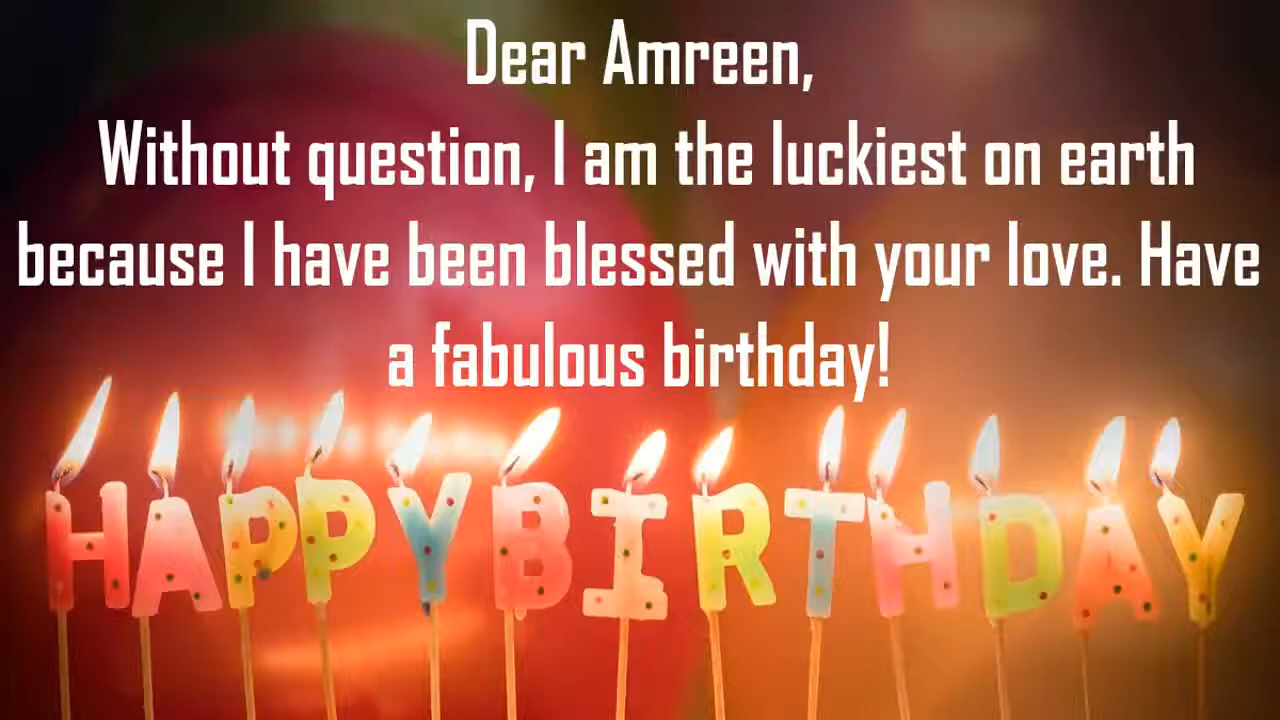 Dear Amreen,
Without question, I am the luckiest on earth
because I have been blessed with your love. Have
a fabulous birthday!
HAPPY BIRTHDAY